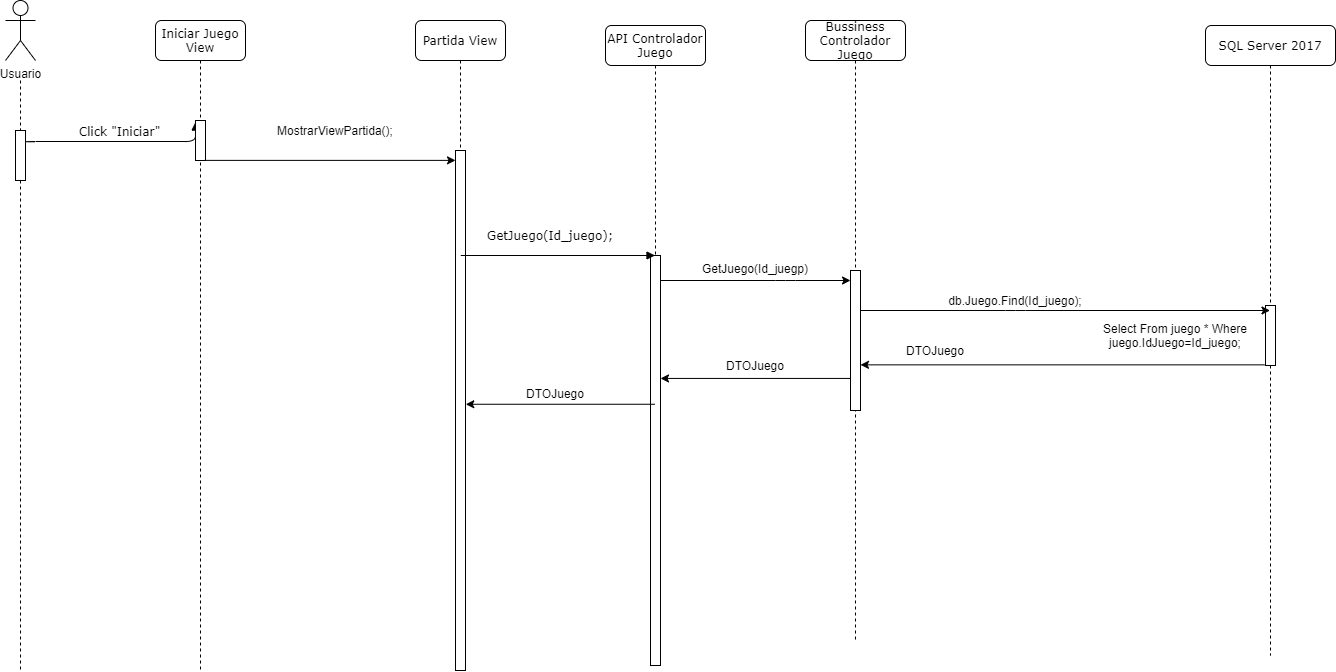 Usuario
Iniciar Juego
View
Partida View
API Controlador
Juego
Bussiness
Controlador
Juego
SQL Server 2017
Click "Iniciar"
MostrarViewPartida();
GetJuego(Id_juego);
GetJuego(Id_juegp)
db.Juego.Find(Id_juego);
Select From juego * Where
juego.IdJuego=Id_juego;
DTOJuego
DTOJuego
DTOJuego